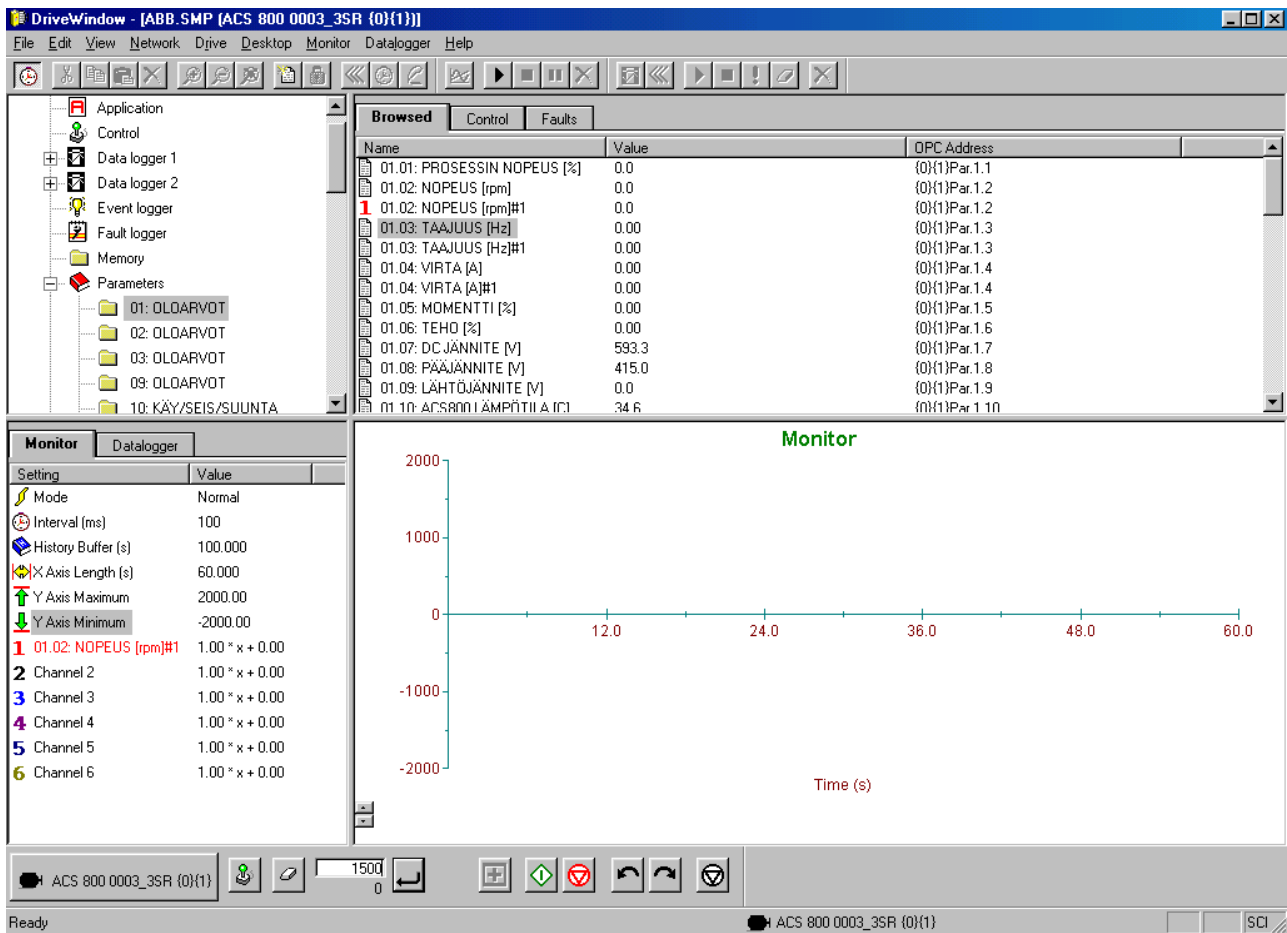 DriveWindow - [ABB.SMP (ACS 800 0003_3SR {0}{1})]
File Edit View Network Drive Desktop Monitor Datalogger Help
Application
Control
Data logger 1
Data logger 2
Event logger
Fault logger
Memory
Parameters
01: OLOARVOT
02: OLOARVOT
03: OLOARVOT
09: OLOARVOT
10: KÄY/SEIS/SUUNTA
Browsed Control Faults
Name Value OPC Address
01.01: PROSESSIN NOPEUS [%] 0.0 {0}{1}Par.1.1
01.02: NOPEUS [rpm] 0.0 {0}{1}Par.1.2
1 01.02: NOPEUS [rpm]#1 0.0 {0}{1}Par.1.2
01.03: TAAJUUS [Hz] 0.00 {0}{1}Par.1.3
01.03: TAAJUUS [Hz]#1 0.00 {0}{1}Par.1.3
01.04: VIRTA [A] 0.00 {0}{1}Par.1.4
01.04: VIRTA [A]#1 0.00 {0}{1}Par.1.4
01.05: MOMENTTI [%] 0.00 {0}{1}Par.1.5
01.06: TEHO [%] 0.00 {0}{1}Par.1.6
01.07: DC JÄNNITE [V] 593.3 {0}{1}Par.1.7
01.08: PÄÄJÄNNITE [V] 415.0 {0}{1}Par.1.8
01.09: LÄHTÖJÄNNITE [V] 0.0 {0}{1}Par.1.9
01.10: ACS800 LÄMPÖTILA [C] 34.6 {0}{1}Par.1.10
Monitor Datalogger
Setting Value
Mode Normal
Interval (ms) 100
History Buffer (s) 100.000
X Axis Length (s) 60.000
Y Axis Maximum 2000.00
Y Axis Minimum -2000.00
1 01.02: NOPEUS [rpm]#1 1.00 * x + 0.00
2 Channel 2 1.00 * x + 0.00
3 Channel 3 1.00 * x + 0.00
4 Channel 4 1.00 * x + 0.00
5 Channel 5 1.00 * x + 0.00
6 Channel 6 1.00 * x + 0.00
Monitor
2000
1000
0
12.0 24.0 36.0 48.0 60.0
-1000
-2000
Time (s)
ACS 800 0003_3SR {0}{1}
1500
0
Ready ACS 800 0003_3SR {0}{1} SCI